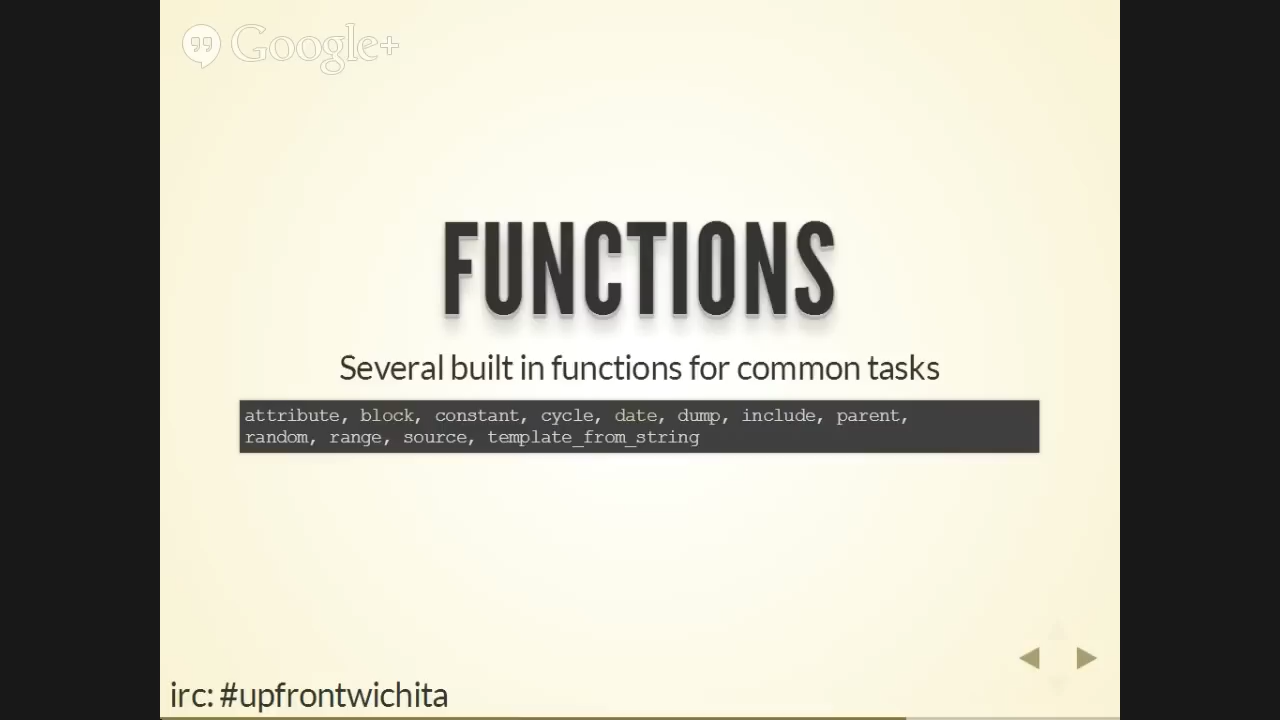 Google+
FUNCTIONS
Several built in functions for common tasks
attribute, block, constant, cycle, date, dump, include, parent,
random, range, source, template_from_string
irc: #upfrontwichita